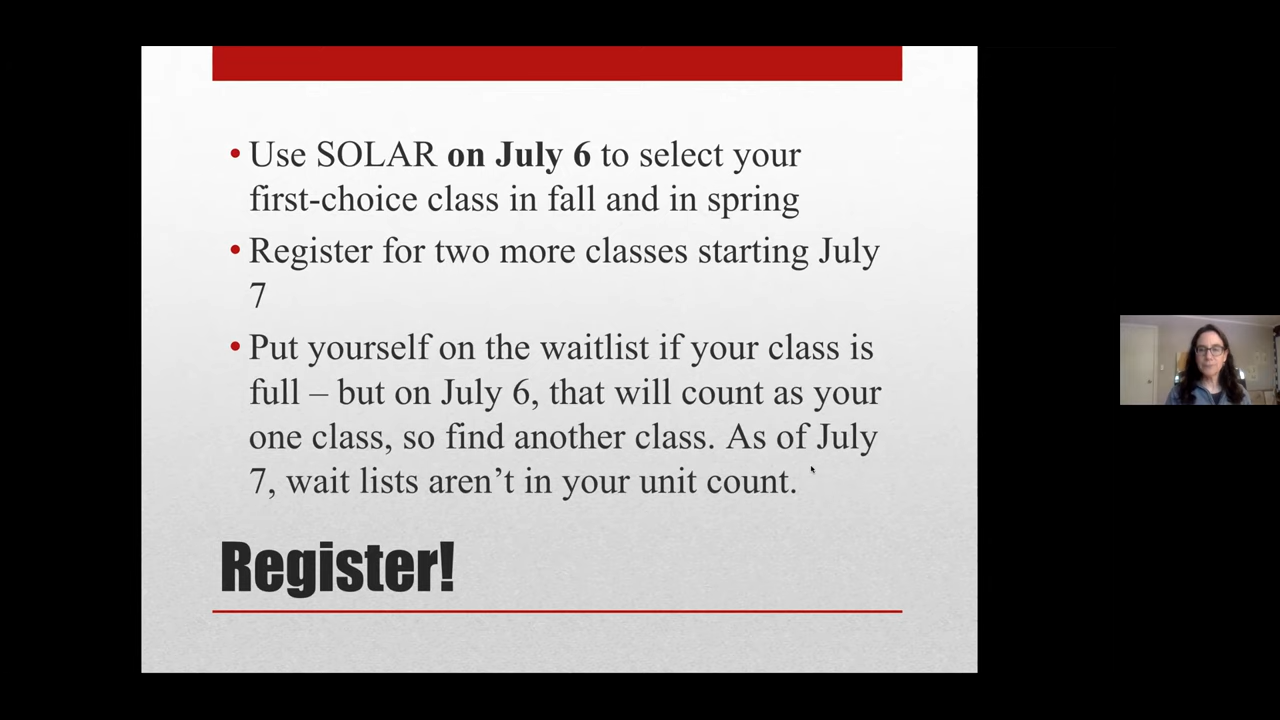 • Use SOLAR on July 6 to select your
first-choice class in fall and in spring
• Register for two more classes starting July
7
• Put yourself on the waitlist if your class is
full – but on July 6, that will count as your
one class, so find another class. As of July
7, wait lists aren’t in your unit count.
Register!